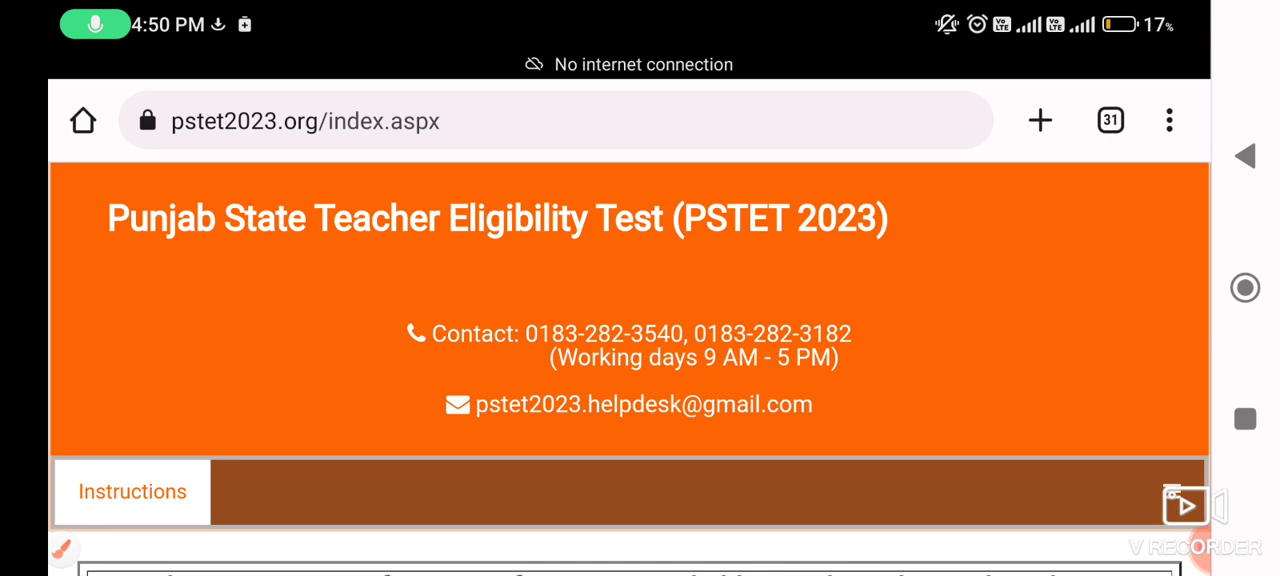 4:50 PM
17%
No internet connection
pstet2023.org/index.aspx
31
Punjab State Teacher Eligibility Test (PSTET 2023)
Contact: 0183-282-3540, 0183-282-3182
(Working days 9 AM - 5 PM)
pstet2023.helpdesk@gmail.com
Instructions
V RECORDER